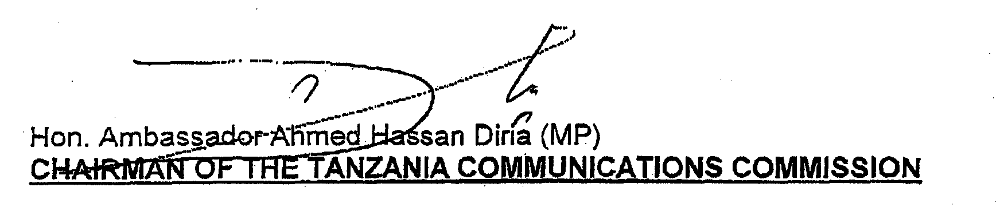 Hon. Ambassador Ahmed Hassan Diria (MP)
CHAIRMAN OF THE TANZANIA COMMUNICATIONS COMMISSION